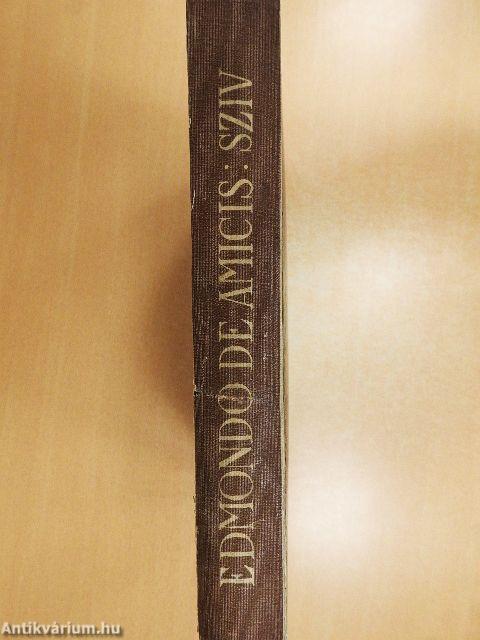 EDMONDO DE AMICIS: SZIV
Antikvárium.hu